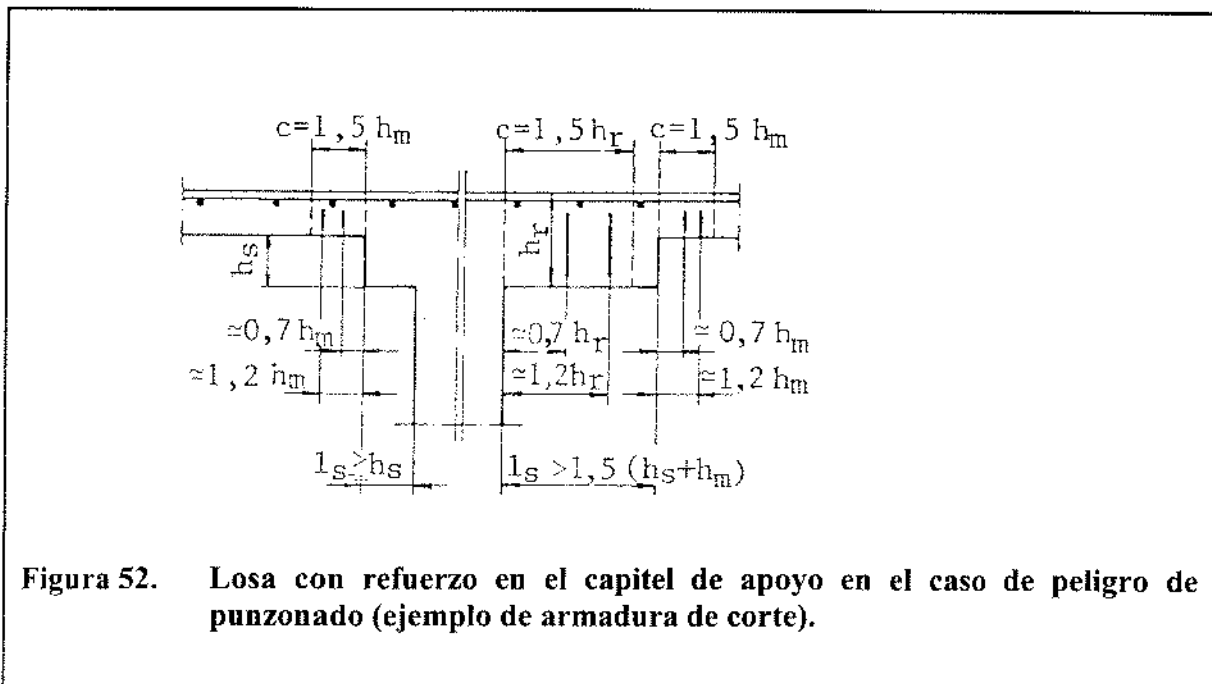 c=1,5 hm c=1,5 hr c=1,5 hm
hs hr
≃0,7 hm ≃0,7 hr ≃ 0,7 hm
≃1,2 hm ≃1,2hr ≃1,2 hm
ls ≥hs ls >1,5 (hs+hm)
Figura 52. Losa con refuerzo en el capitel de apoyo en el caso de peligro de
punzonado (ejemplo de armadura de corte).